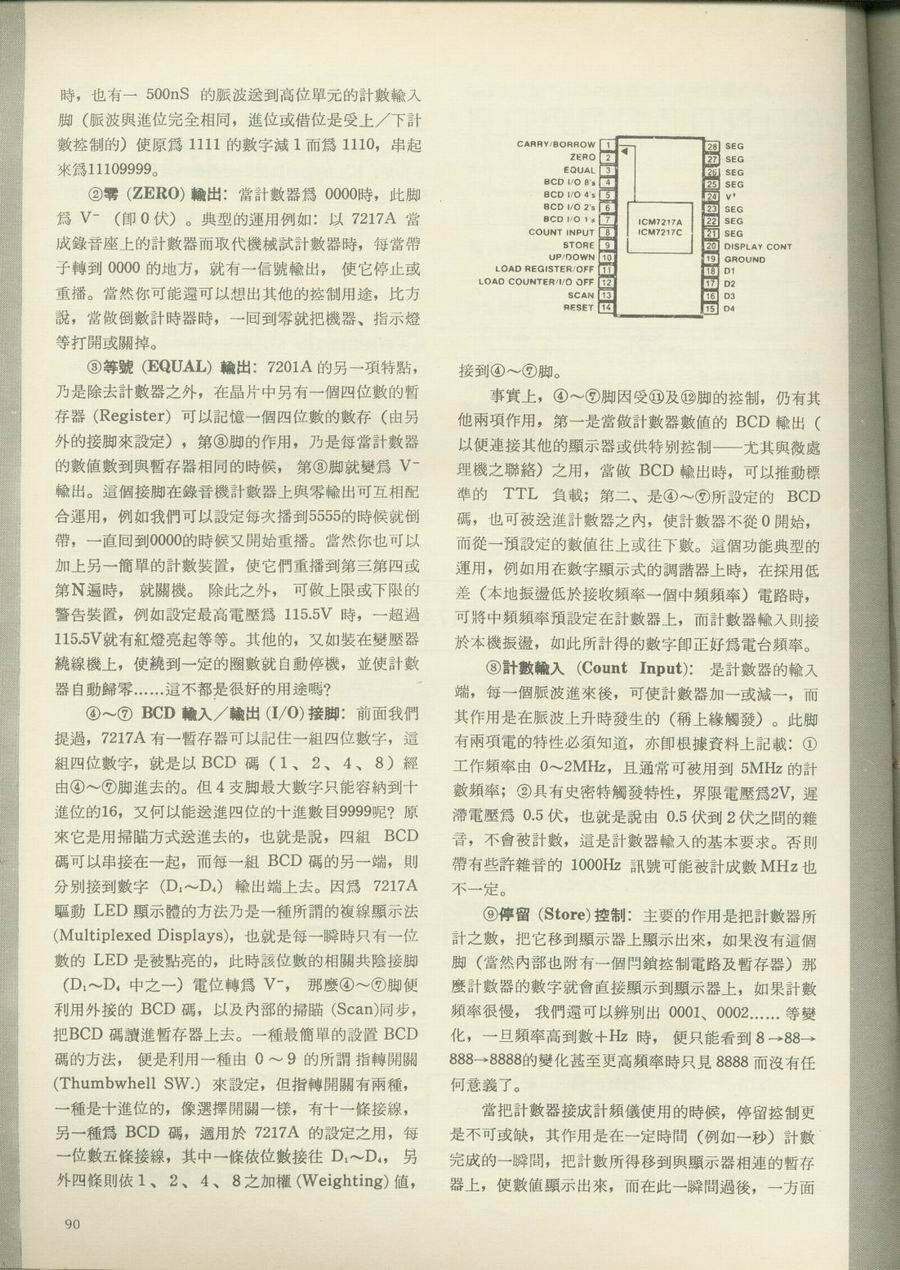 時，也有一 500nS 的脈波送到高位單元的計數輸入
脚（脈波與進位完全相同，進位或借位是受上／下計
數控制的）使原爲 1111 的數字減 1 而爲 1110，串起
來爲11109999。
②零 (ZERO) 輸出：當計數器爲 0000時，此脚
爲 V⁻ （卽 0 伏）。典型的運用例如：以 7217A 當
成錄音座上的計數器而取代機械試計數器時，每當帶
子轉到 0000 的地方，就有一信號輸出， 使它停止或
重播。當然你可能還可以想出其他的控制用途，比方
說，當做倒數計時器時，一回到零就把機器、指示燈
等打開或關掉。
③等號 (EQUAL) 輸出：7201A 的另一項特點，
乃是除去計數器之外，在晶片中另有一個四位數的暫
存器 (Register) 可以記憶一個四位數的數存（由另
外的接脚來設定），第③脚的作用，乃是每當計數器
的數值數到與暫存器相同的時候， 第③脚就變爲 V⁻
輸出。這個接脚在錄音機計數器上與零輸出可互相配
合運用，例如我們可以設定每次播到5555的時候就倒
帶，一直回到0000的時候又開始重播。當然你也可以
加上另一簡單的計數裝置，使它們重播到第三第四或
第N遍時， 就關機。 除此之外， 可做上限或下限的
警告裝置，例如設定最高電壓爲 115.5V 時，一超過
115.5V就有紅燈亮起等等。其他的，又如裝在變壓器
繞線機上，使繞到一定的圈數就自動停機，並使計數
器自動歸零……這不都是很好的用途嗎?
④～⑦ BCD 輸入／輸出 (I/O) 接脚：前面我們
提過，7217A 有一暫存器可以記住一組四位數字，這
組四位數字，就是以 BCD 碼（1、2、4、8）經
由④～⑦脚進去的。但 4 支脚最大數字只能容納到十
進位的16，又何以能送進四位的十進數目9999呢? 原
來它是用掃瞄方式送進去的，也就是說，四組 BCD
碼可以串接在一起，而每一組 BCD 碼的另一端，則
分別接到數字 (D₁～D₄) 輸出端上去。因爲 7217A
驅動 LED 顯示體的方法乃是一種所謂的複線顯示法
(Multiplexed Displays)，也就是每一瞬時只有一位
數的 LED 是被點亮的，此時該位數的相關共陰接脚
(D₁～D₄ 中之一) 電位轉爲 V⁻， 那麼④～⑦脚便
利用外接的 BCD 碼，以及內部的掃瞄 (Scan)同步，
把BCD 碼讀進暫存器上去。一種最簡單的設置 BCD
碼的方法， 便是利用一種由 0 ～ 9 的所謂 指轉開關
(Thumbwhell SW.) 來設定，但指轉開關有兩種，
一種是十進位的，像選擇開關一樣，有十一條接線，
另一種爲 BCD 碼，適用於 7217A 的設定之用，每
一位數五條接線，其中一條依位數接往 D₁～D₄， 另
外四條則依 1 、 2 、 4 、 8 之加權 (Weighting) 値，
CARRY/BORROW 1
ZERO 2
EQUAL 3
BCD I/O 8's 4
BCD I/O 4's 5
BCD I/O 2's 6
BCD I/O 1's 7
COUNT INPUT 8
STORE 9
UP/DOWN 10
LOAD REGISTER/OFF 11
LOAD COUNTER/I/O OFF 12
SCAN 13
RESET 14
ICM7217A
ICM7217C
28 SEG
27 SEG
26 SEG
25 SEG
24 V⁺
23 SEG
22 SEG
21 SEG
20 DISPLAY CONT
19 GROUND
18 D1
17 D2
16 D3
15 D4
接到④～⑦脚。
事實上，④～⑦脚因受⑪及⑫脚的控制，仍有其
他兩項作用，第一是當做計數器數值的 BCD 輸出（
以便連接其他的顯示器或供特別控制——尤其與微處
理機之聯絡）之用，當做 BCD 輸出時，可以推動標
準的 TTL 負載；第二、是④～⑦所設定的 BCD
碼，也可被送進計數器之內，使計數器不從 0 開始，
而從一預設定的數值往上或往下數。這個功能典型的
運用，例如用在數字顯示式的調諧器上時，在採用低
差（本地振盪低於接收頻率一個中頻頻率）電路時，
可將中頻頻率預設定在計數器上，而計數器輸入則接
於本機振盪，如此所計得的數字卽正好爲電台頻率。
⑧計數輸入 (Count Input)： 是計數器的輸入
端，每一個脈波進來後，可使計數器加一或減一，而
其作用是在脈波上升時發生的（稱上緣觸發）。此脚
有兩項電的特性必須知道，亦卽根據資料上記載：①
工作頻率由 0～2MHz，且通常可被用到 5MHz 的計
數頻率；②具有史密特觸發特性，界限電壓爲2V, 遲
滯電壓爲 0.5 伏，也就是說由 0.5 伏到 2 伏之間的雜
音，不會被計數，這是計數器輸入的基本要求。否則
帶有些許雜音的 1000Hz 訊號可能被計成數 MHz 也
不一定。
⑨停留 (Store) 控制：主要的作用是把計數器所
計之數，把它移到顯示器上顯示出來，如果沒有這個
脚（當然內部也附有一個閂鎖控制電路及暫存器）那
麼計數器的數字就會直接顯示到顯示器上，如果計數
頻率很慢， 我們還可以辨別出 0001、0002…… 等變
化，一旦頻率高到數＋Hz 時， 便只能看到 8→88→
888→8888的變化甚至更高頻率時只見 8888 而沒有任
何意義了。
當把計數器接成計頻儀使用的時候，停留控制更
是不可或缺，其作用是在一定時間（例如一秒）計數
完成的一瞬間，把計數所得移到與顯示器相連的暫存
器上，使數值顯示出來，而在此一瞬間過後，一方面
90